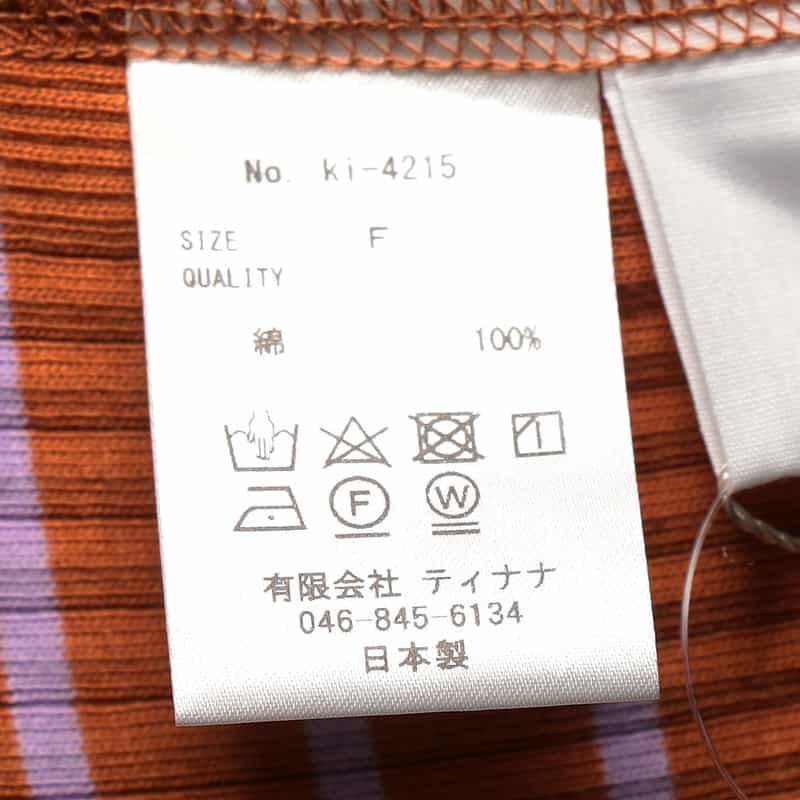 No. ki-4215
SIZE F
QUALITY
綿 100%
F W
有限会社 ティナナ
046-845-6134
日本製